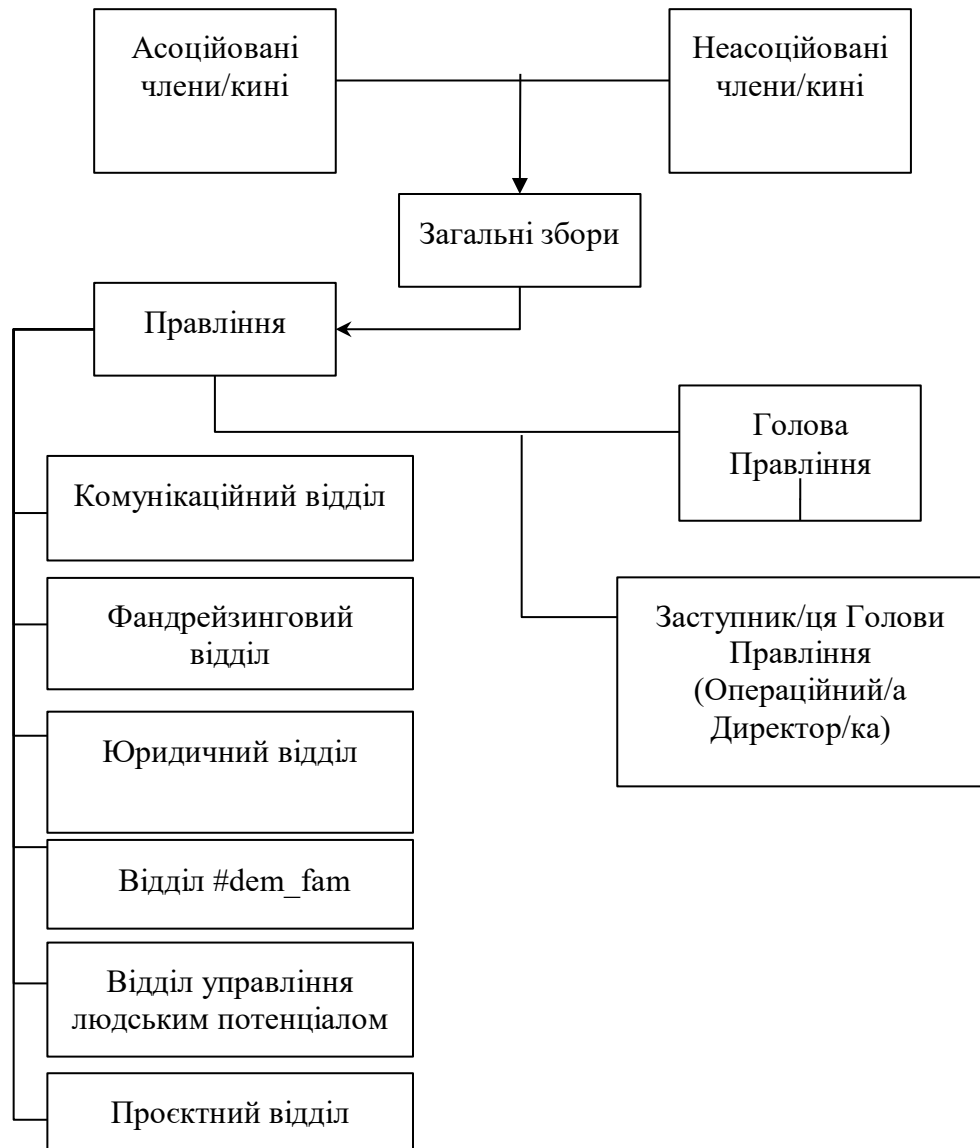 Асоційовані
члени/кині
Неасоційовані
члени/кині
Загальні збори
Правління
Голова
Правління
Комунікаційний відділ
Фандрейзинговий
відділ
Заступник/ця Голови
Правління
(Операційний/а
Директор/ка)
Юридичний відділ
Відділ #dem_fam
Відділ управління
людським потенціалом
Проєктний відділ